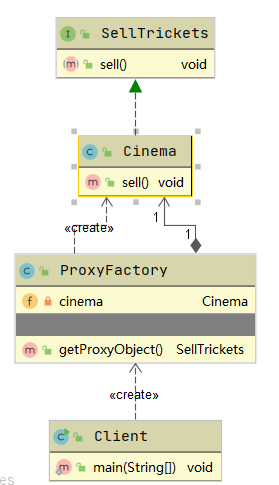 I SellTrickets
m sell() void
C Cinema
m sell() void
«create»
1
1
C ProxyFactory
f cinema Cinema
m getProxyObject() SellTrickets
«create»
C Client
m main(String[]) void
es